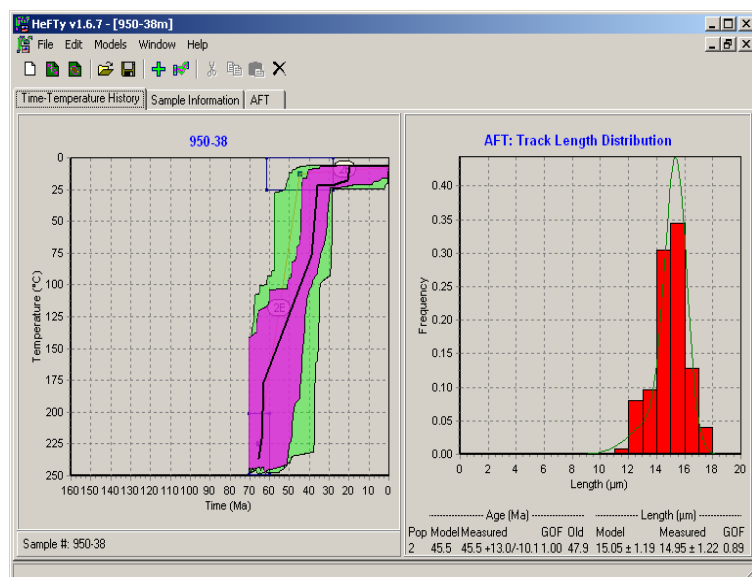 HeFTy v1.6.7 - [950-38m]
File Edit Models Window Help
Time-Temperature History Sample Information AFT
950-38
Temperature (°C)
0
25
50
75
100
125
150
175
200
225
250
2E
160 150 140 130 120 110 100 90 80 70 60 50 40 30 20 10 0
Time (Ma)
Sample #: 950-38
AFT: Track Length Distribution
Frequency
0.40
0.35
0.30
0.25
0.20
0.15
0.10
0.05
0.00
0 2 4 6 8 10 12 14 16 18 20
Length (µm)
Age (Ma) Length (µm)
Pop Model Measured GOF Old Model Measured GOF
2 45.5 45.5 +13.0/-10.1 1.00 47.9 15.05 ± 1.19 14.95 ± 1.22 0.89